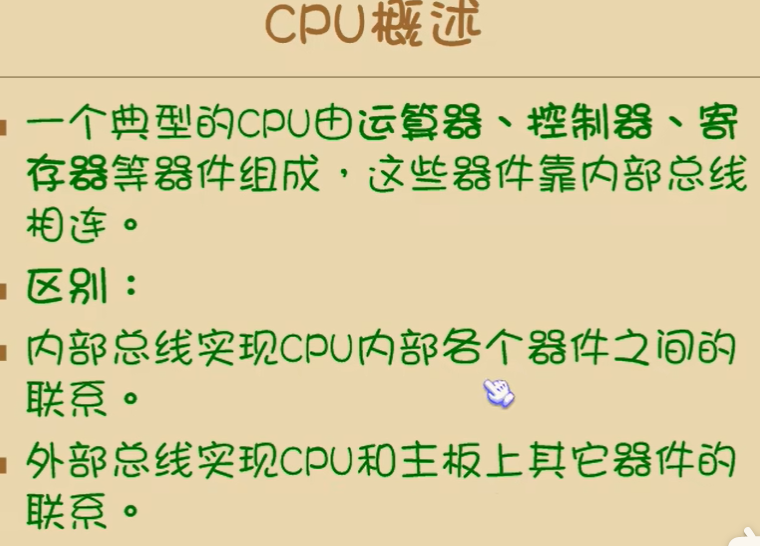 CPU概述
一个典型的CPU由运算器、控制器、寄
存器等器件组成，这些器件靠内部总线
相连。
区别：
内部总线实现CPU内部各个器件之间的
联系。
外部总线实现CPU和主板上其它器件的
联系。